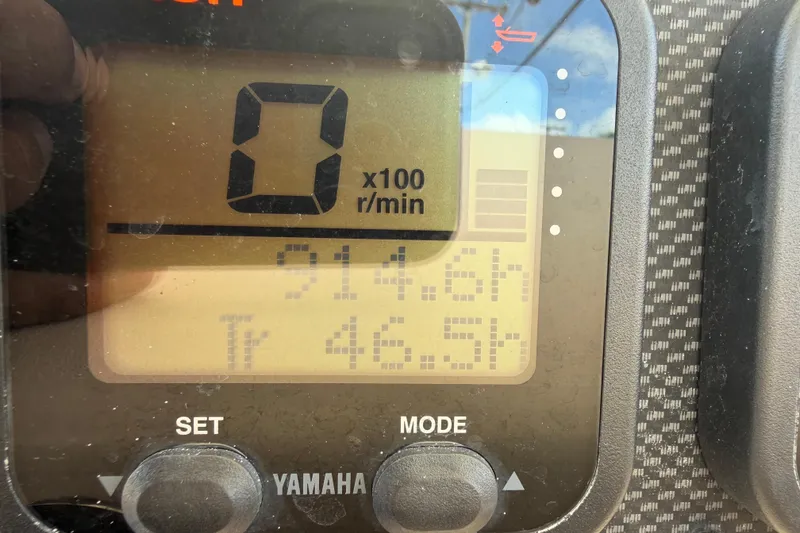 0
x100
r/min
914.6h
Tr 46.5h
SET
MODE
YAMAHA